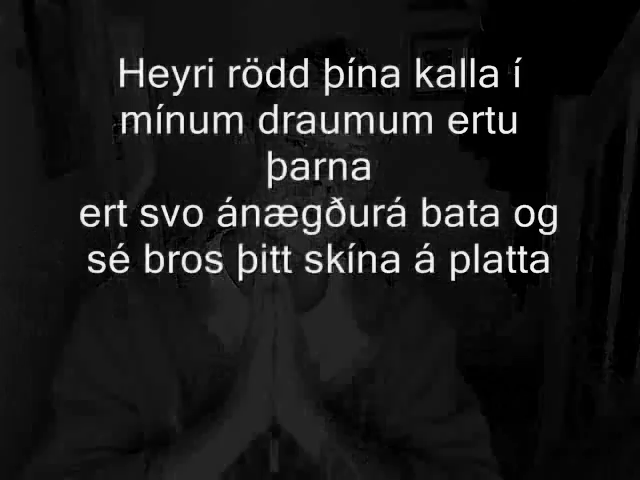 Heyri rödd þína kalla í
mínum draumum ertu
þarna
ert svo ánægðurá bata og
sé bros þitt skína á platta